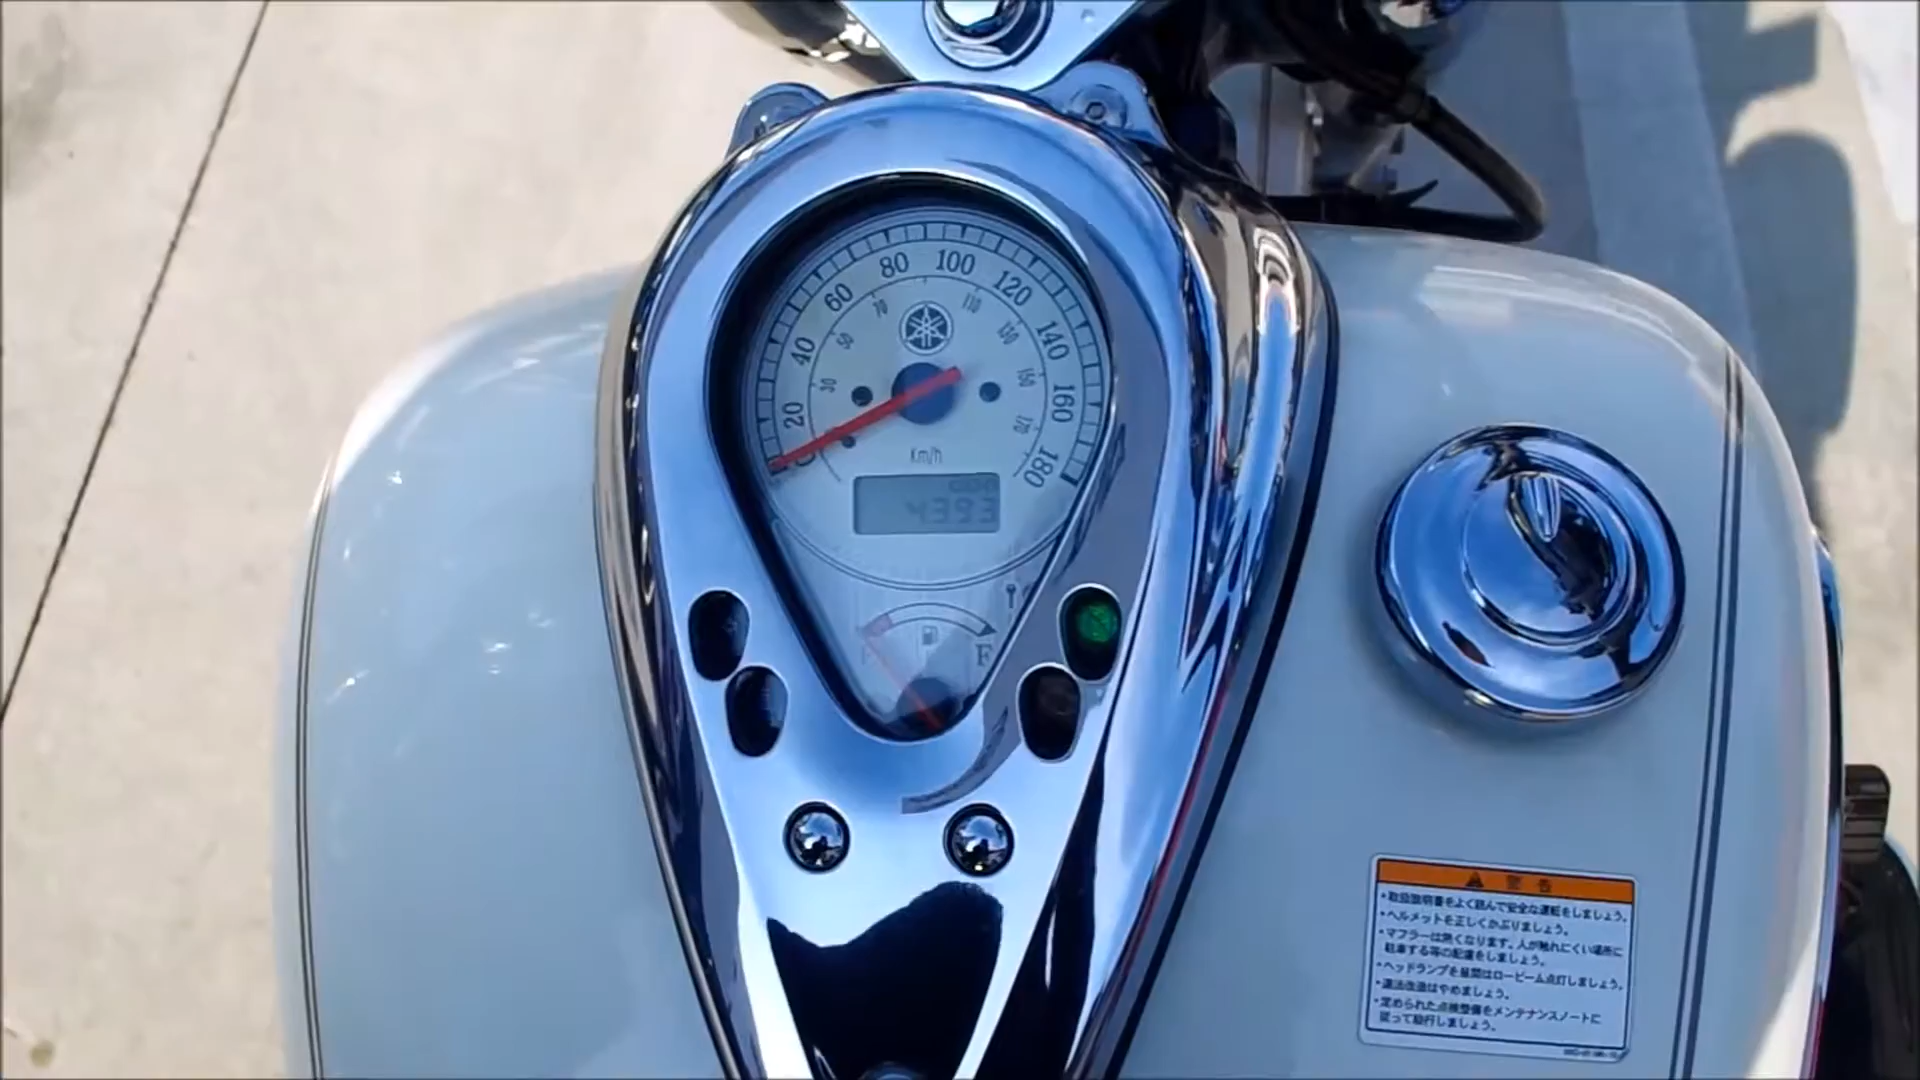 80 100
60 120
70 110
40 140
50 130
30 150
20 160
170
180
Km/h
ODO
4393
F
警告
・取扱説明書をよく読んで安全な運転をしましょう。
・ヘルメットを正しくかぶりましょう。
・マフラーは熱くなります。人が触れにくい場所に
駐車する等の配慮をしましょう。
・ヘッドランプを昼間はロービーム点灯しましょう。
・違法改造はやめましょう。
・定められた点検整備をメンテナンスノートに
従って励行しましょう。